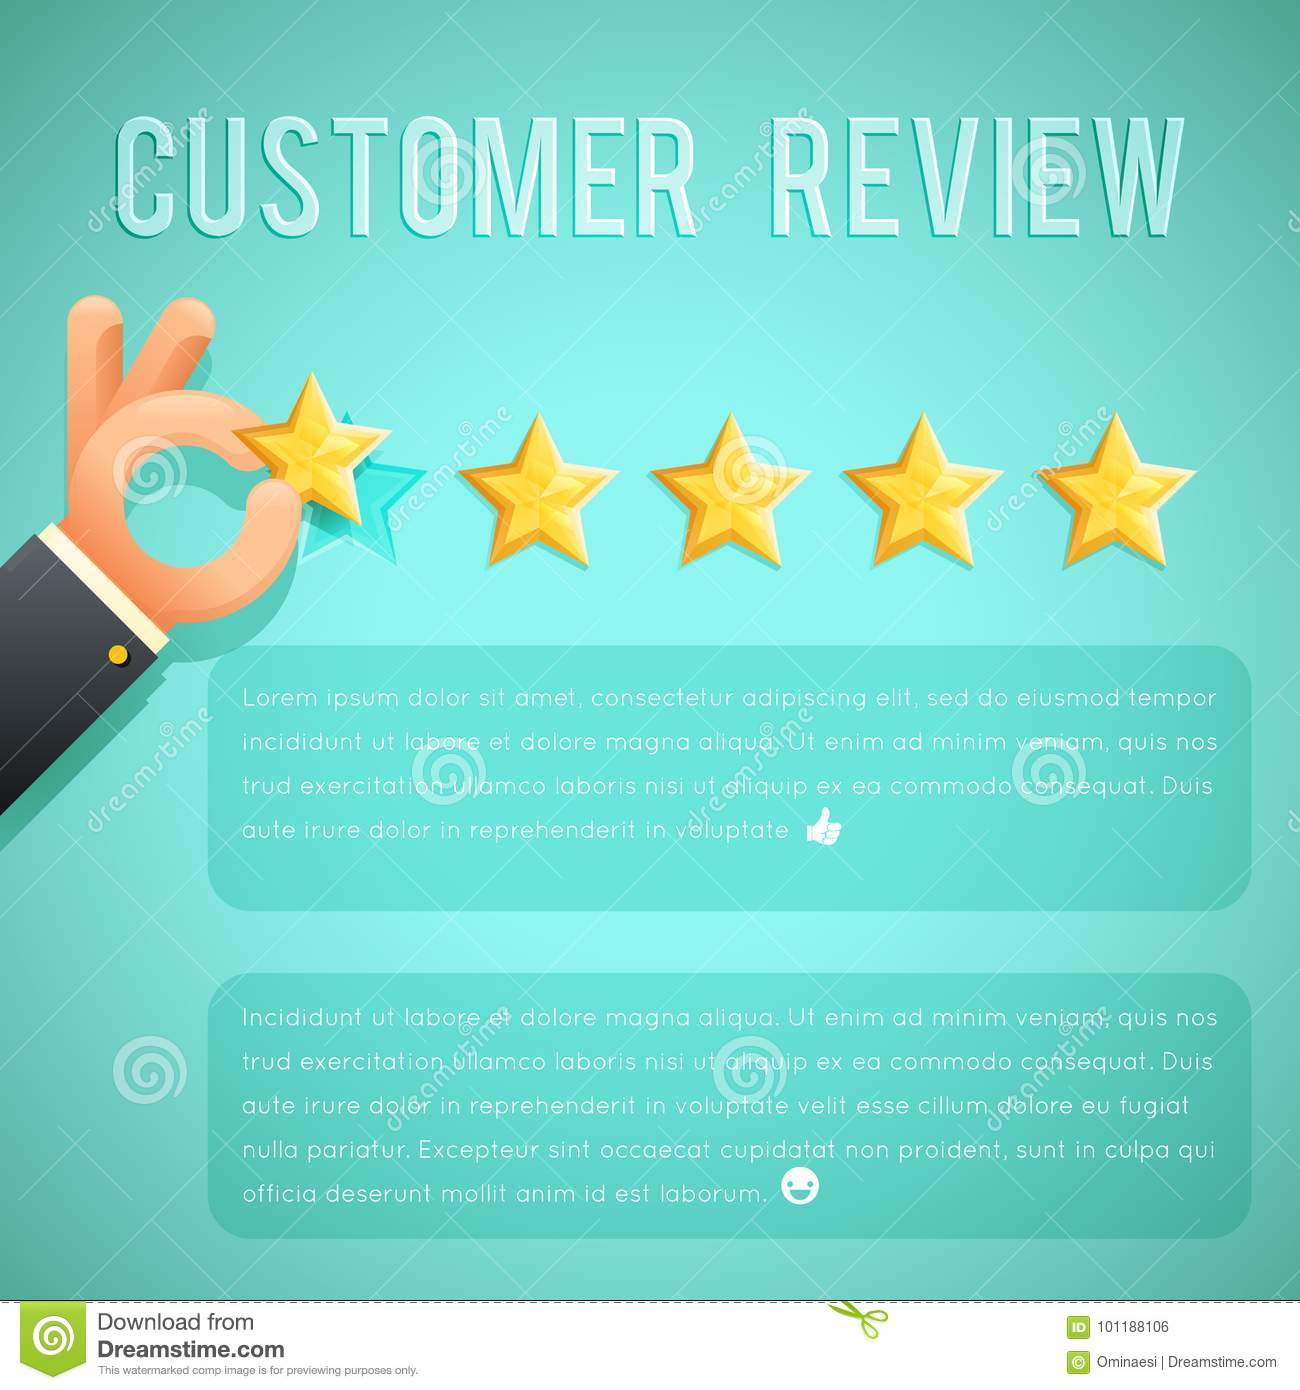 CUSTOMER REVIEW
Lorem ipsum dolor sit amet, consectetur adipiscing elit, sed do eiusmod tempor
incididunt ut labore et dolore magna aliqua. Ut enim ad minim veniam, quis nos
trud exercitation ullamco laboris nisi ut aliquip ex ea commodo consequat. Duis
aute irure dolor in reprehenderit in voluptate
Incididunt ut labore et dolore magna aliqua. Ut enim ad minim veniam, quis nos
trud exercitation ullamco laboris nisi ut aliquip ex ea commodo consequat. Duis
aute irure dolor in reprehenderit in voluptate velit esse cillum dolore eu fugiat
nulla pariatur. Excepteur sint occaecat cupidatat non proident, sunt in culpa qui
officia deserunt mollit anim id est laborum.
Download from
Dreamstime.com
This watermarked comp image is for previewing purposes only.
ID 101188106
© Ominaesi | Dreamstime.com
dreamstime